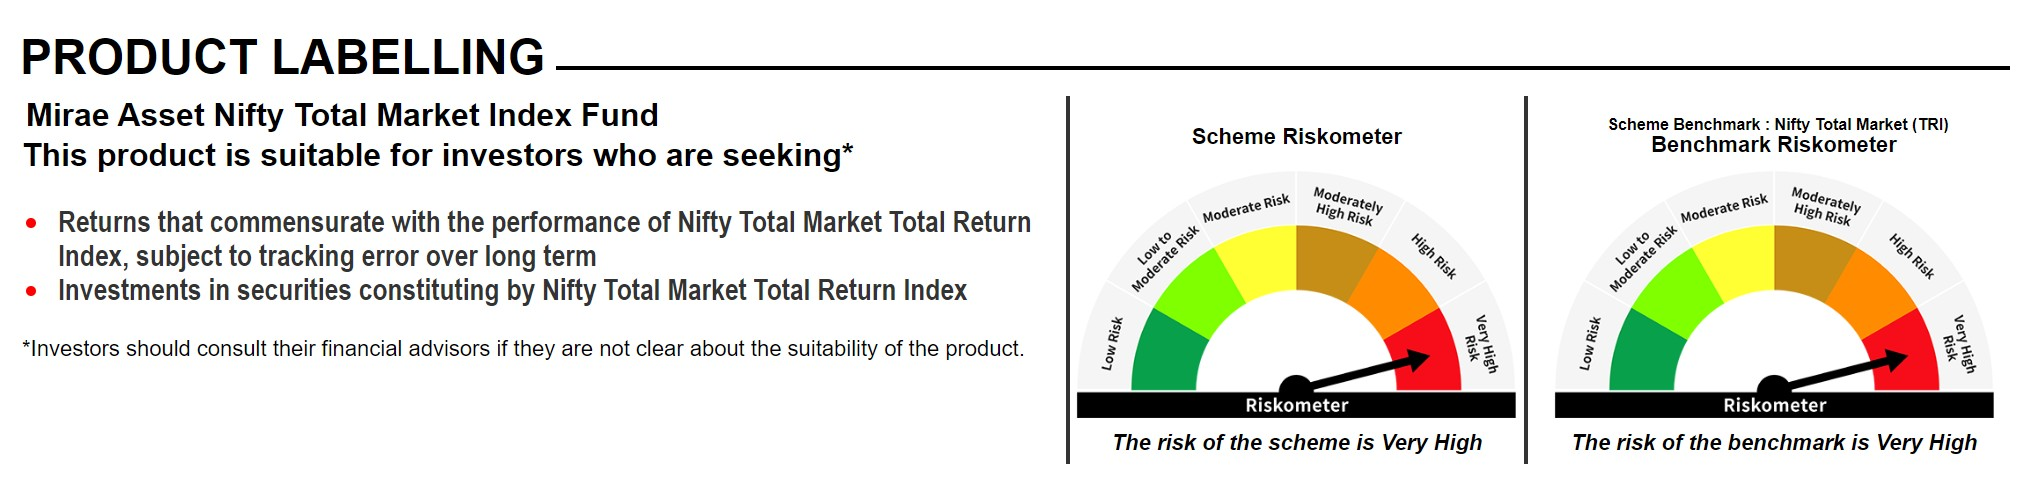 PRODUCT LABELLING
Mirae Asset Nifty Total Market Index Fund
This product is suitable for investors who are seeking*
Returns that commensurate with the performance of Nifty Total Market Total Return
Index, subject to tracking error over long term
Investments in securities constituting by Nifty Total Market Total Return Index
*Investors should consult their financial advisors if they are not clear about the suitability of the product.
Scheme Riskometer
Low Risk
Low to
Moderate Risk
Moderate Risk
Moderately
High Risk
High Risk
Very High
Risk
Riskometer
The risk of the scheme is Very High
Scheme Benchmark : Nifty Total Market (TRI)
Benchmark Riskometer
Low Risk
Low to
Moderate Risk
Moderate Risk
Moderately
High Risk
High Risk
Very High
Risk
Riskometer
The risk of the benchmark is Very High